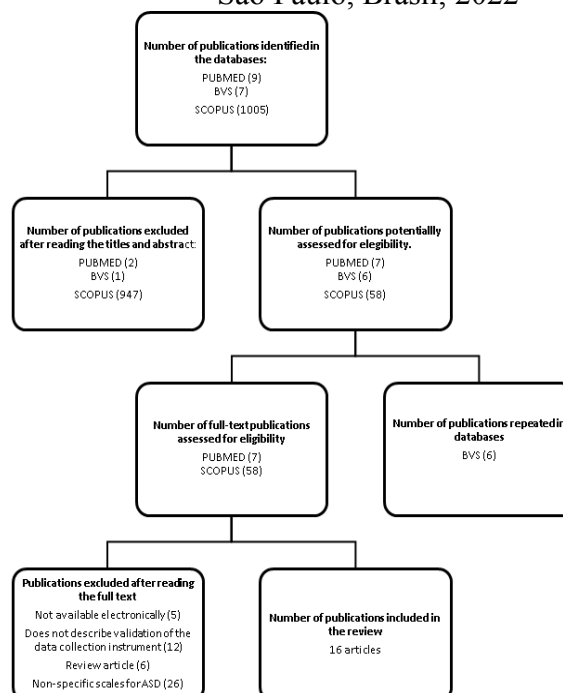 São Paulo, Brasil, 2022
Number of publications identified in
the databases:
PUBMED (9)
BVS (7)
SCOPUS (1005)
Number of publications excluded
after reading the titles and abstract:
PUBMED (2)
BVS (1)
SCOPUS (947)
Number of publications potentiallly
assessed for elegibility.
PUBMED (7)
BVS (6)
SCOPUS (58)
Number of full-text publications
assessed for eligibility
PUBMED (7)
SCOPUS (58)
Number of publications repeated in
databases
BVS (6)
Publications excluded after reading
the full text
Not available electronically (5)
Does not describe validation of the
data collection instrument (12)
Review article (6)
Non-specific scales for ASD (26)
Number of publications included in
the review
16 articles